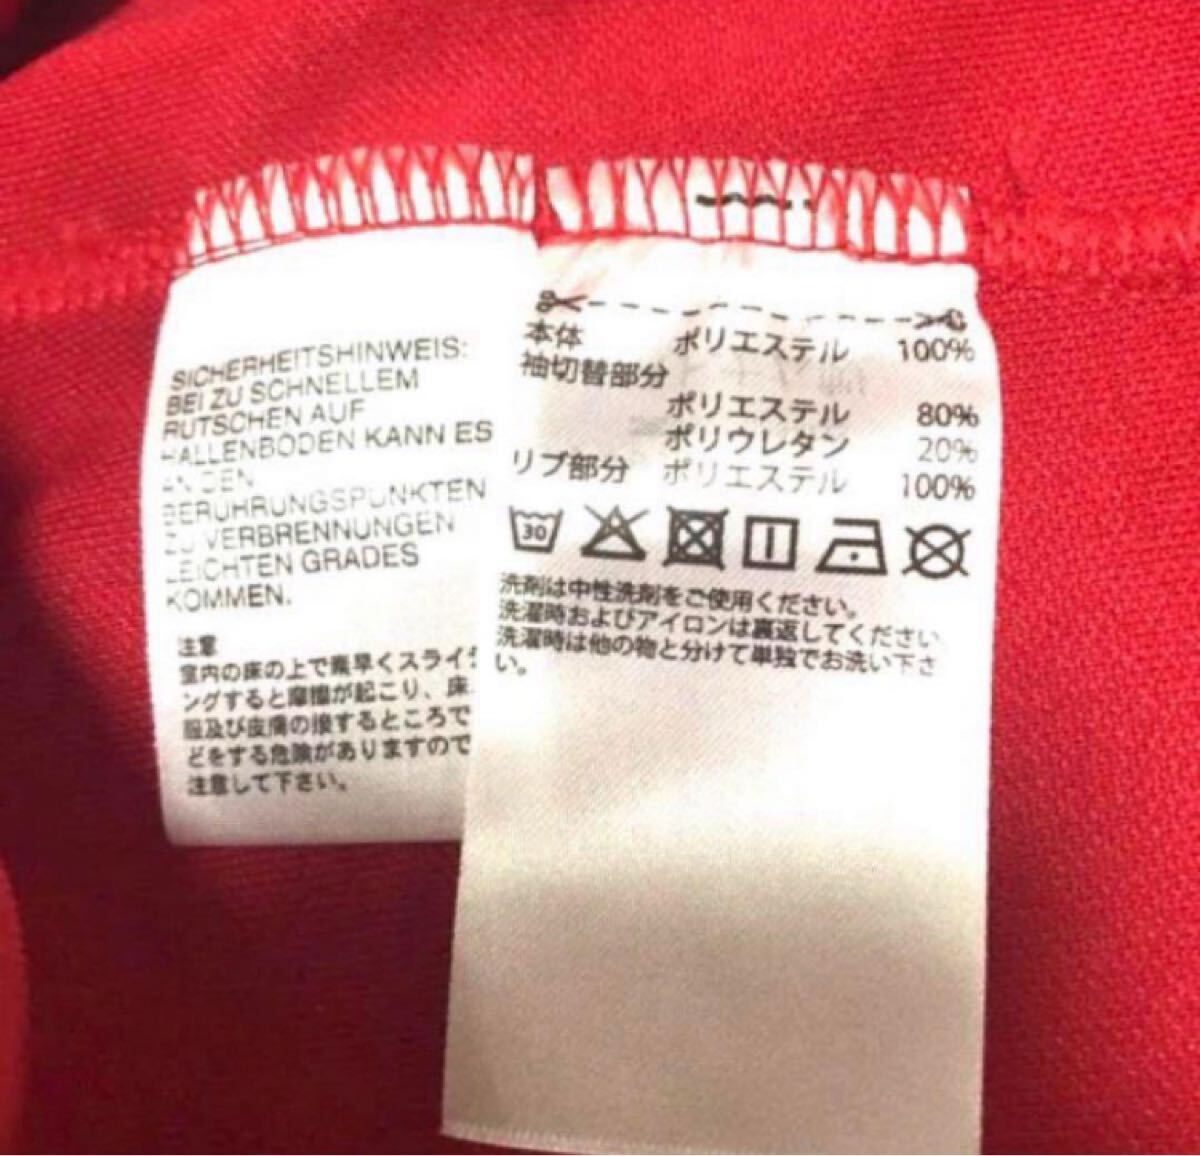 SICHERHEITSHINWEIS:
BEI ZU SCHNELLEM
RUTSCHEN AUF
HALLENBODEN KANN ES
AN DEN
BERÜHRUNGSPUNKTEN
ZU VERBRENNUNGEN
LEICHTEN GRADES
KOMMEN.
注意
室内の床の上で素早くスライ
ングすると摩擦が起こり、床
服及び皮膚の接するところで
どをする危険がありますので
注意して下さい。
本体 ポリエステル 100%
袖切替部分
ポリエステル 80%
ポリウレタン 20%
リブ部分 ポリエステル 100%
30
洗剤は中性洗剤をご使用ください。
洗濯時およびアイロンは裏返してください
洗濯時は他の物と分けて単独でお洗い下さ
い。